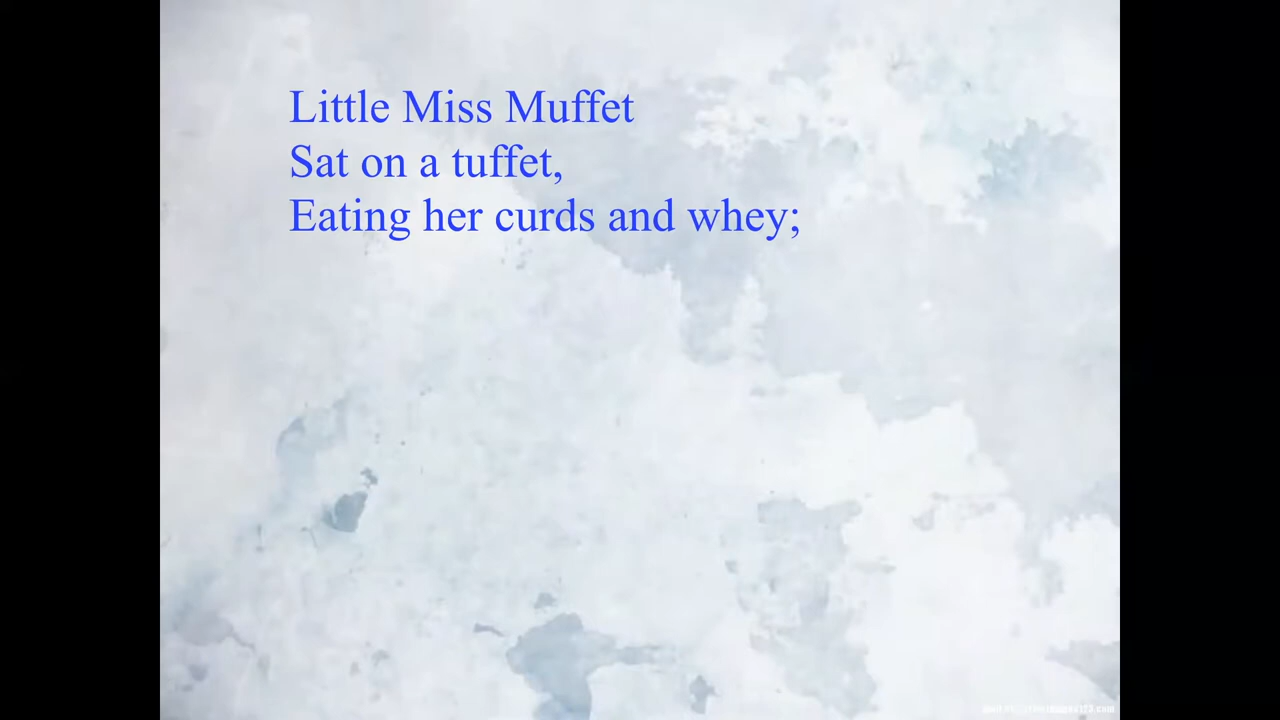 Little Miss Muffet
Sat on a tuffet,
Eating her curds and whey;